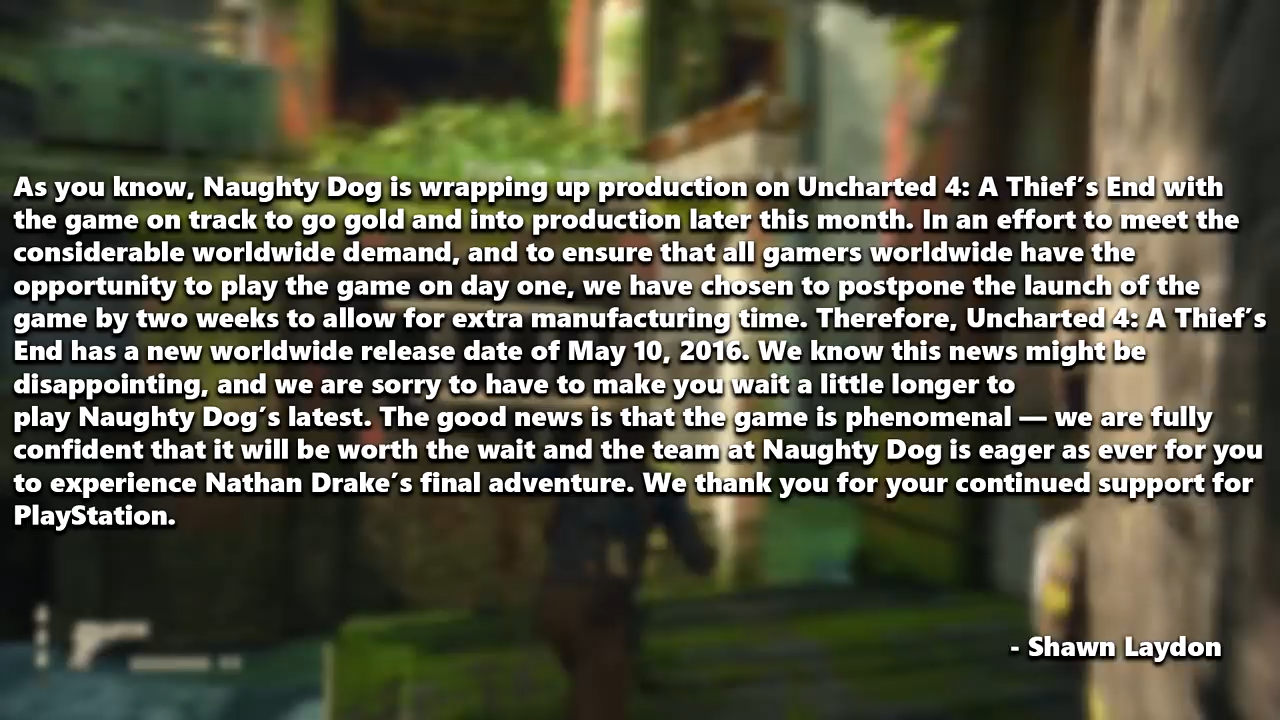 As you know, Naughty Dog is wrapping up production on Uncharted 4: A Thief´s End with
the game on track to go gold and into production later this month. In an effort to meet the
considerable worldwide demand, and to ensure that all gamers worldwide have the
opportunity to play the game on day one, we have chosen to postpone the launch of the
game by two weeks to allow for extra manufacturing time. Therefore, Uncharted 4: A Thief´s
End has a new worldwide release date of May 10, 2016. We know this news might be
disappointing, and we are sorry to have to make you wait a little longer to
play Naughty Dog´s latest. The good news is that the game is phenomenal — we are fully
confident that it will be worth the wait and the team at Naughty Dog is eager as ever for you
to experience Nathan Drake´s final adventure. We thank you for your continued support for
PlayStation.
- Shawn Laydon